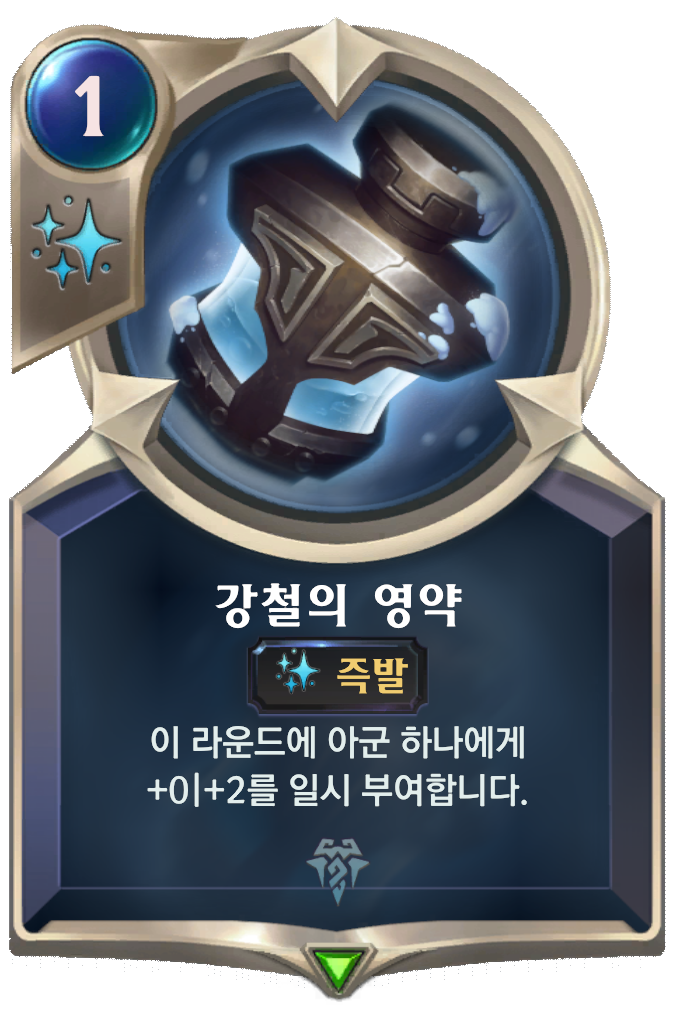 1
강철의 영약
즉발
이 라운드에 아군 하나에게
+0|+2를 일시 부여합니다.